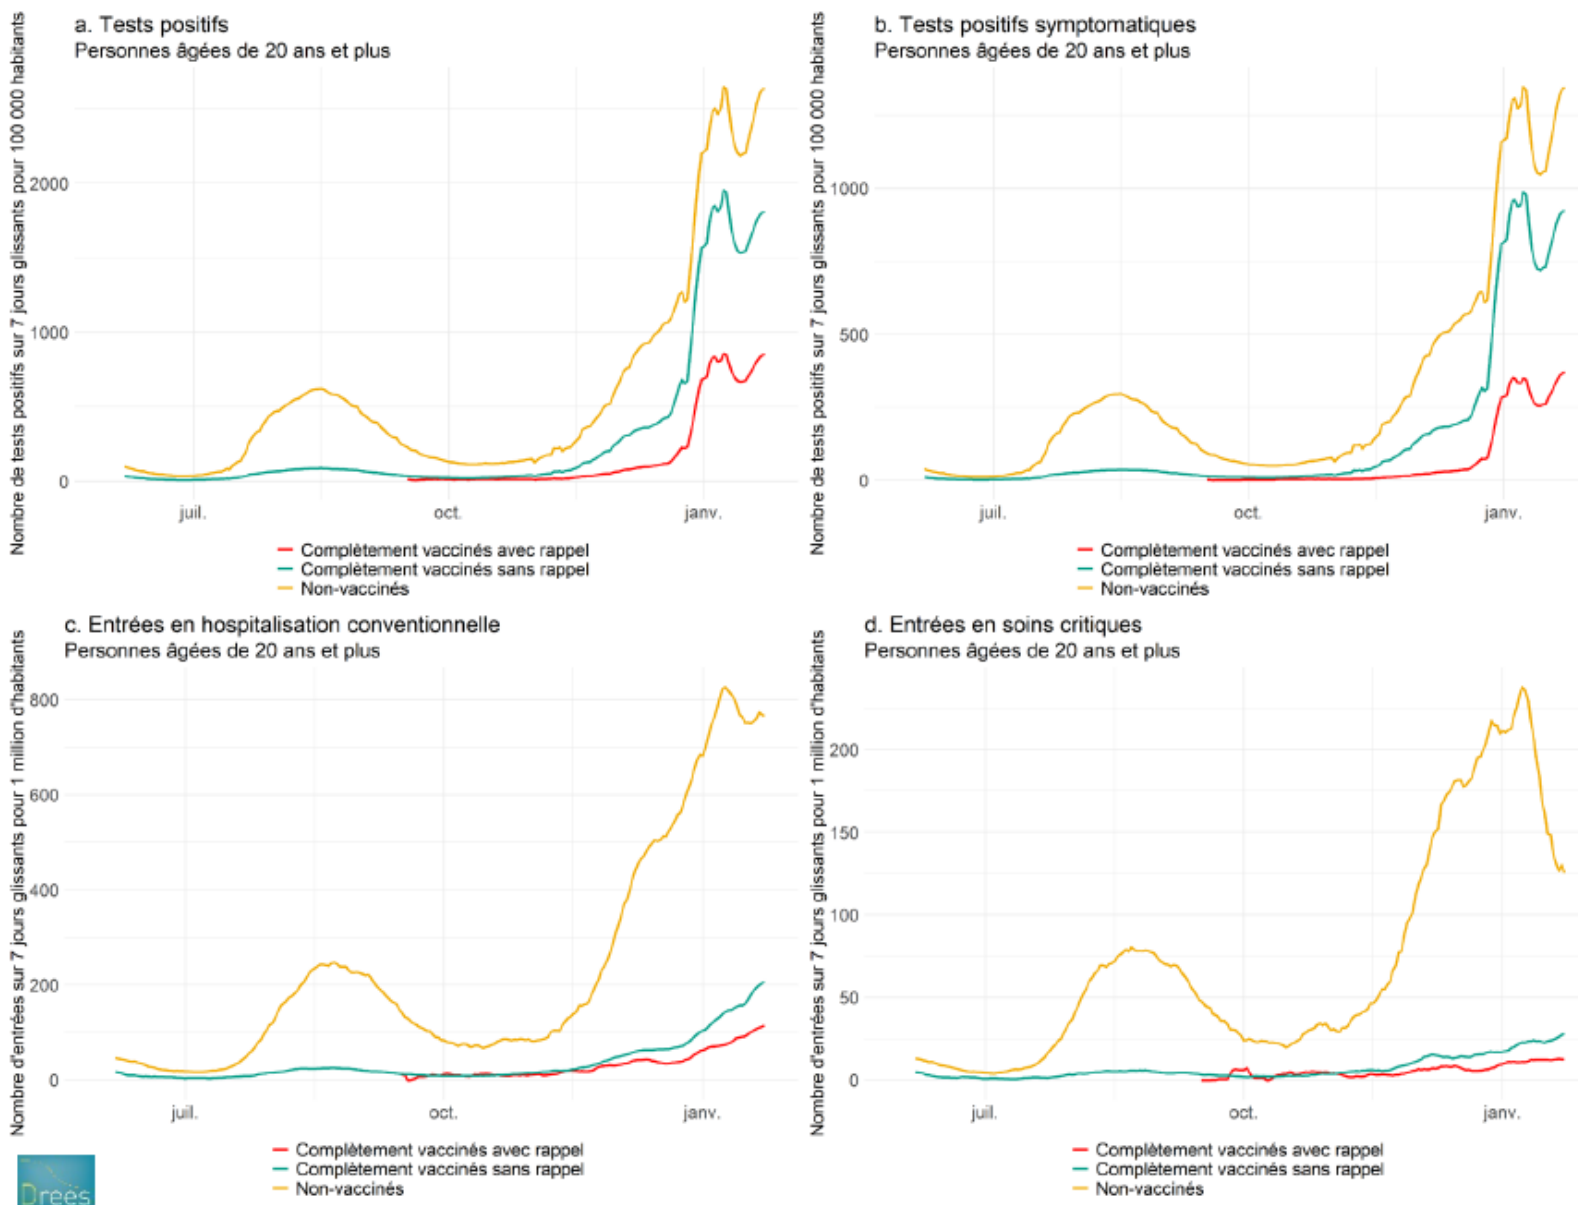 a. Tests positifs
Personnes âgées de 20 ans et plus
Nombre de tests positifs sur 7 jours glissants pour 100 000 habitants
2000
1000
0
juil.
oct.
janv.
Complètement vaccinés avec rappel
Complètement vaccinés sans rappel
Non-vaccinés
b. Tests positifs symptomatiques
Personnes âgées de 20 ans et plus
Nombre de tests positifs sur 7 jours glissants pour 100 000 habitants
1000
500
0
juil.
oct.
janv.
Complètement vaccinés avec rappel
Complètement vaccinés sans rappel
Non-vaccinés
c. Entrées en hospitalisation conventionnelle
Personnes âgées de 20 ans et plus
Nombre d'entrées sur 7 jours glissants pour 1 million d'habitants
800
600
400
200
0
juil.
oct.
janv.
Complètement vaccinés avec rappel
Complètement vaccinés sans rappel
Non-vaccinés
d. Entrées en soins critiques
Personnes âgées de 20 ans et plus
Nombre d'entrées sur 7 jours glissants pour 1 million d'habitants
200
150
100
50
0
juil.
oct.
janv.
Complètement vaccinés avec rappel
Complètement vaccinés sans rappel
Non-vaccinés
Drees